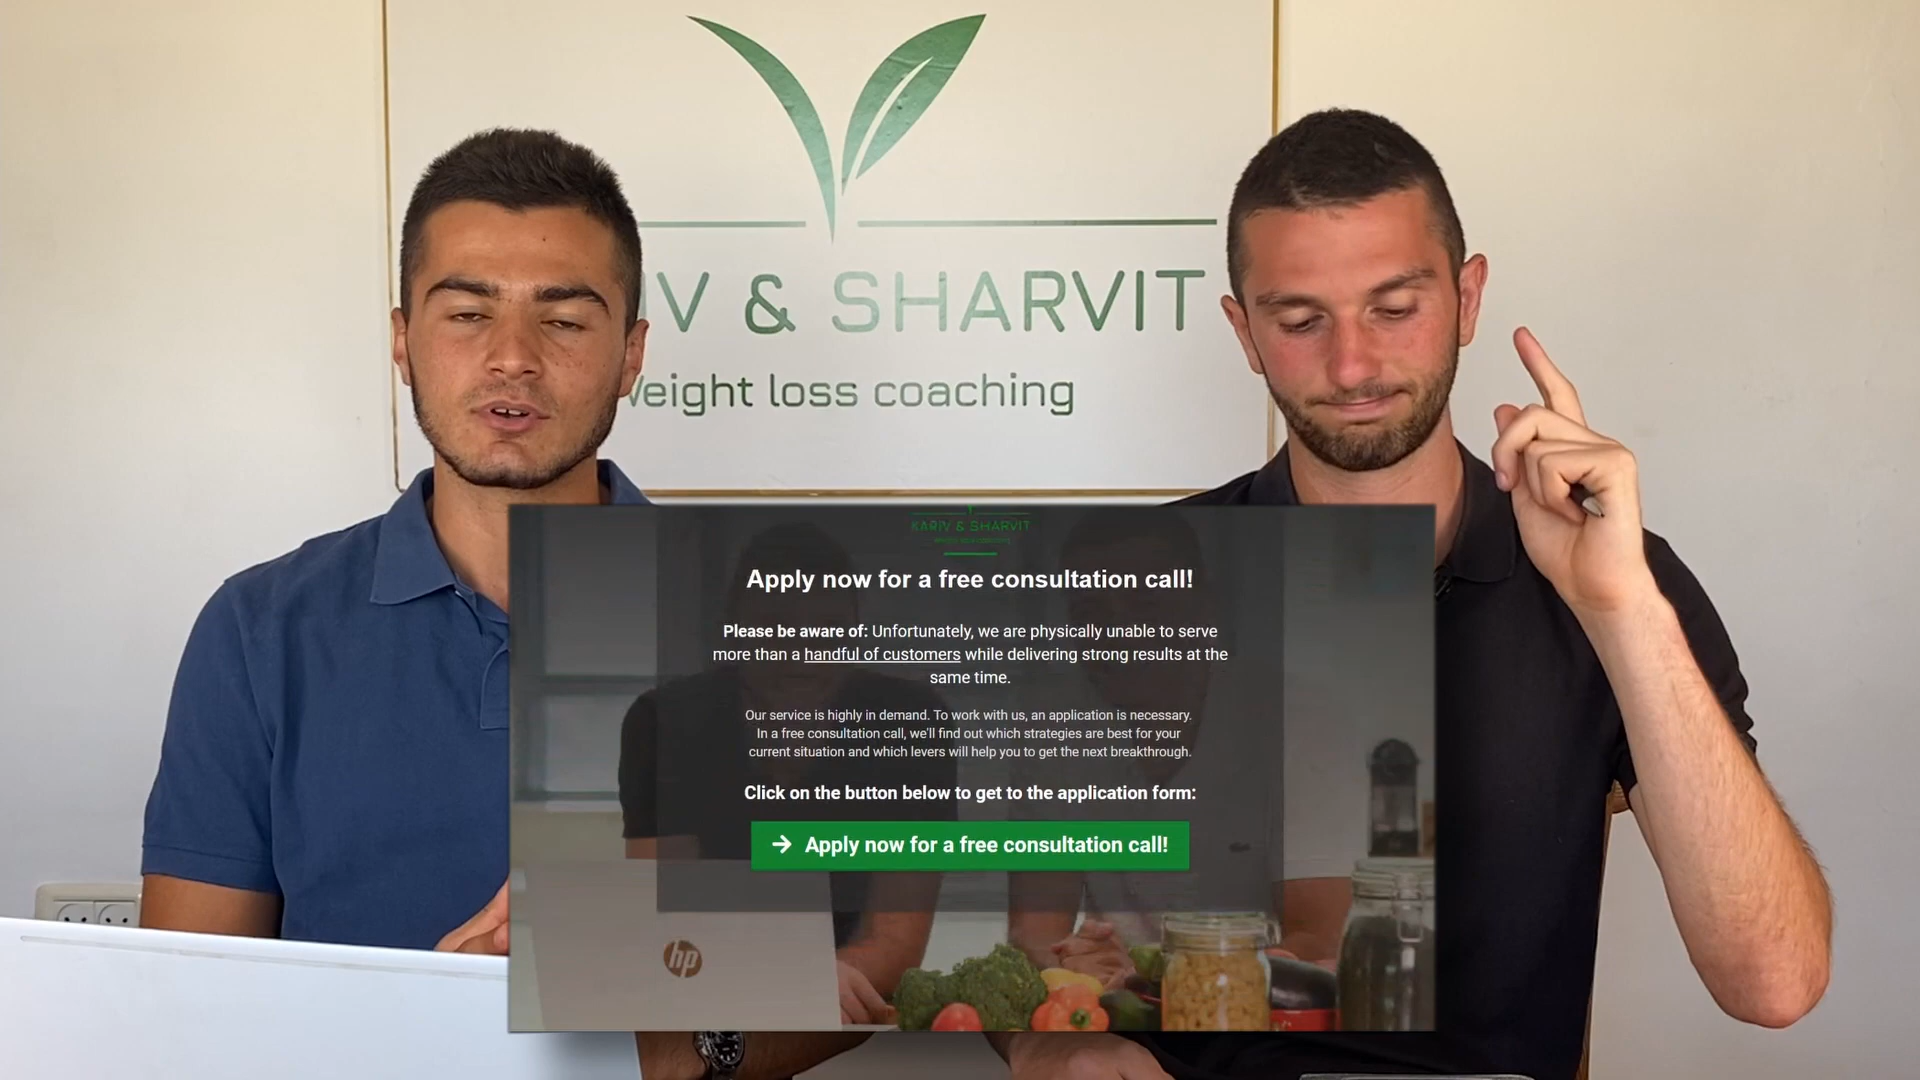 IV & SHARVIT
Weight loss coaching
KARIV & SHARVIT
Apply now for a free consultation call!
Please be aware of: Unfortunately, we are physically unable to serve
more than a handful of customers while delivering strong results at the
same time.
Our service is highly in demand. To work with us, an application is necessary.
In a free consultation call, we'll find out which strategies are best for your
current situation and which levers will help you to get the next breakthrough.
Click on the button below to get to the application form:
Apply now for a free consultation call!
hp